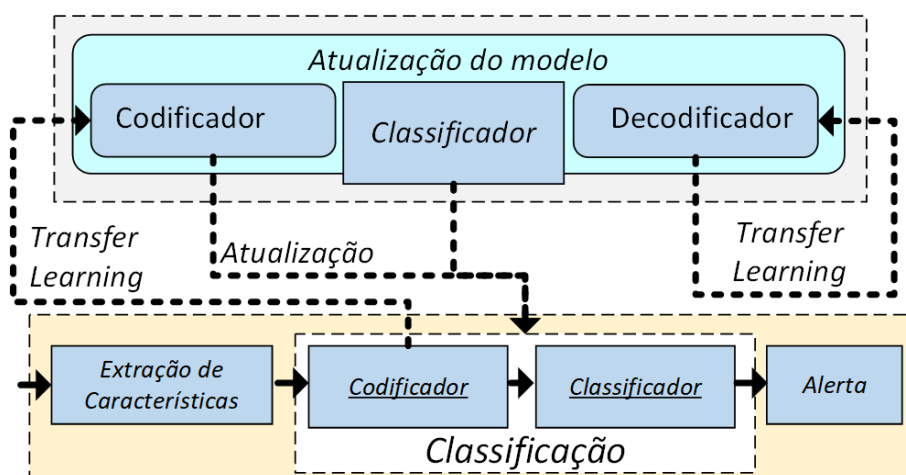 Atualização do modelo
Codificador
Classificador
Decodificador
Transfer
Learning
Atualização
Transfer
Learning
Extração de
Características
Codificador
Classificador
Alerta
Classificação